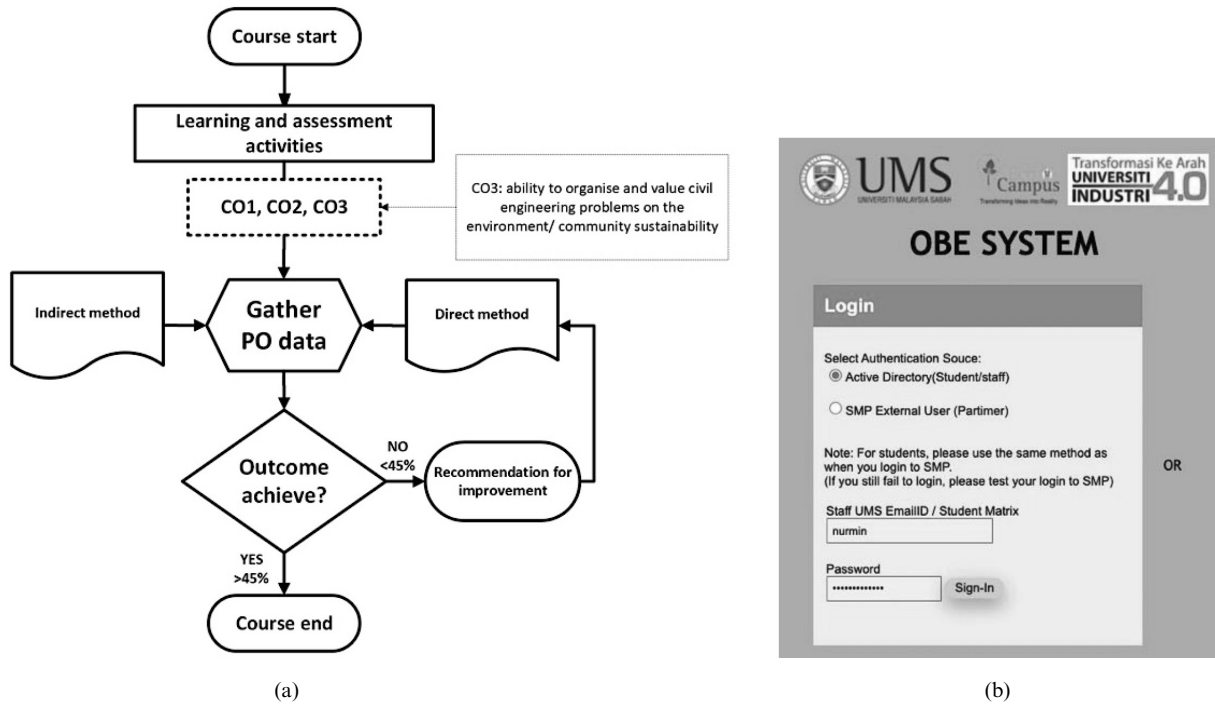 Course start
Learning and assessment
activities
CO1, CO2, CO3
CO3: ability to organise and value civil
engineering problems on the
environment/ community sustainability
Indirect method
Gather
PO data
Direct method
Outcome
achieve?
NO
<45%
Recommendation for
improvement
YES
>45%
Course end
(a)
UMS
UNIVERSITI MALAYSIA SABAH
Campus
Transforming Ideas into Reality
Transformasi Ke Arah
UNIVERSITI
INDUSTRI 4.0
OBE SYSTEM
Login
Select Authentication Souce:
Active Directory(Student/staff)
SMP External User (Partimer)
Note: For students, please use the same method as
when you login to SMP.
(If you still fail to login, please test your login to SMP)
Staff UMS EmailID / Student Matrix
nurmin
Password
•••••••••••••
Sign-In
OR
(b)